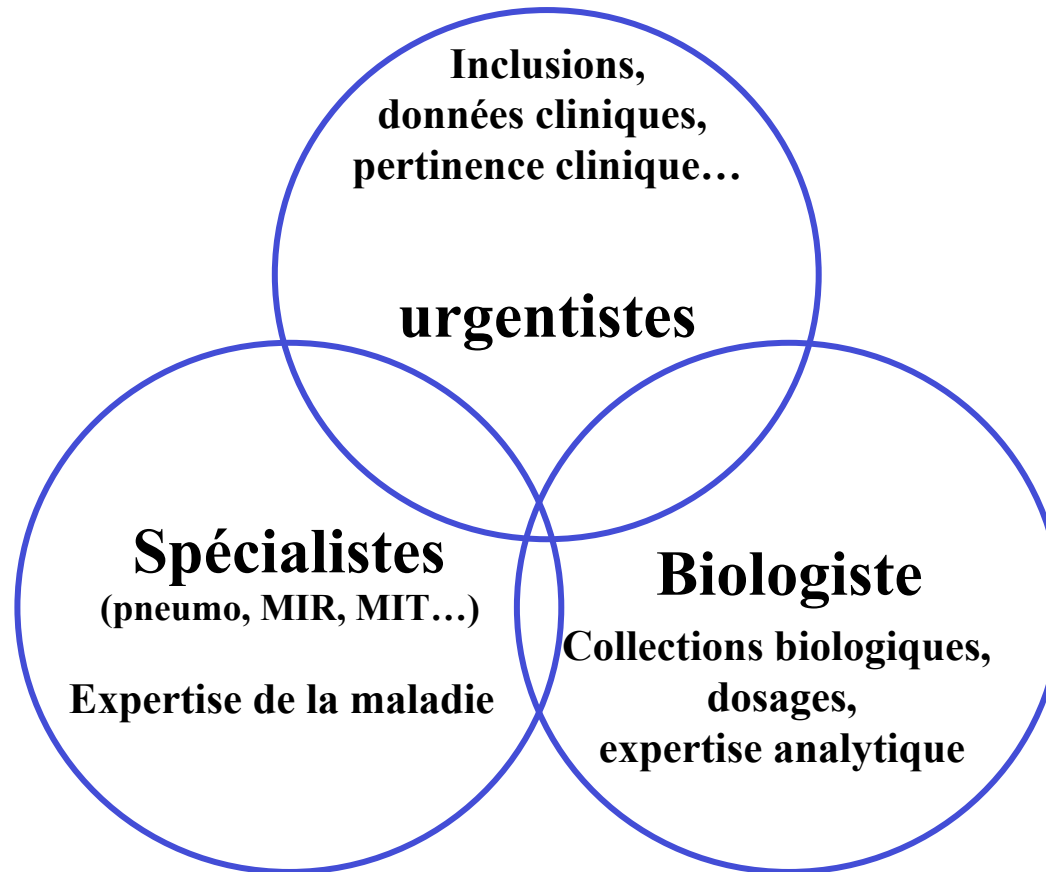 Inclusions,
données cliniques,
pertinence clinique…
urgentistes
Spécialistes
(pneumo, MIR, MIT…)
Expertise de la maladie
Biologiste
Collections biologiques,
dosages,
expertise analytique